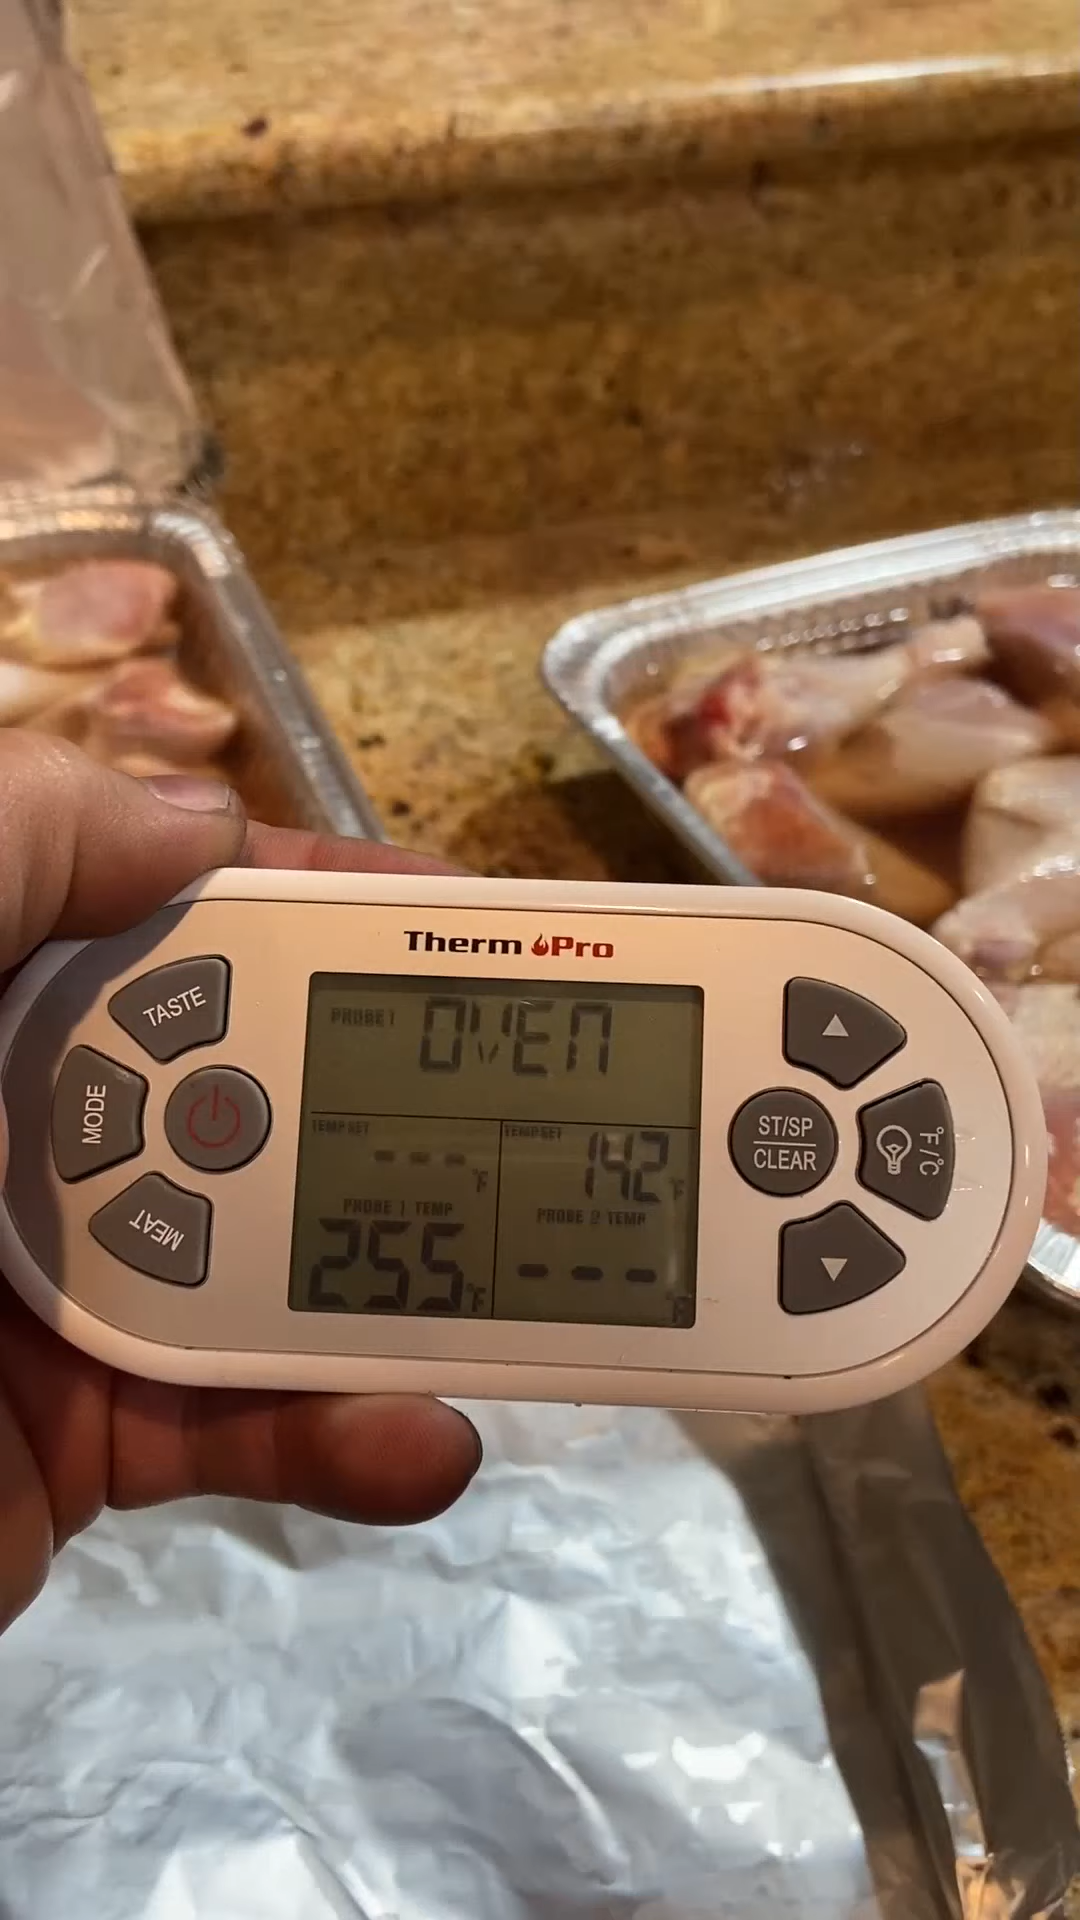 ThermPro
TASTE
MODE
MEAT
PROBE 1 OVEN
TEMP SET
--- °F
PROBE 1 TEMP
255 °F
TEMP SET
142 °F
PROBE 2 TEMP
--- °F
▲
ST/SP
CLEAR
°F/°C
▼